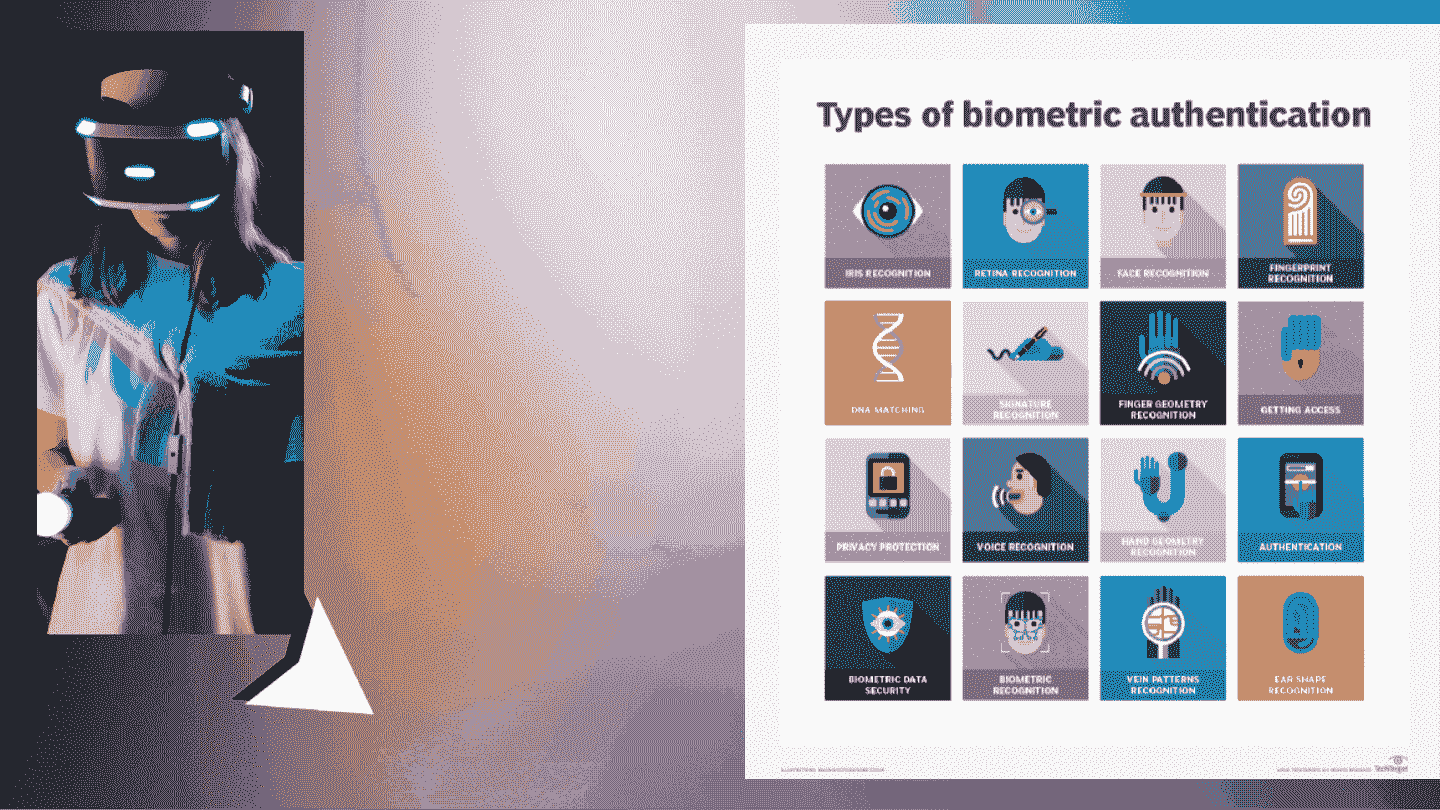 Types of biometric authentication
IRIS RECOGNITION
RETINA RECOGNITION
FACE RECOGNITION
FINGERPRINT
RECOGNITION
DNA MATCHING
SIGNATURE
RECOGNITION
FINGER GEOMETRY
RECOGNITION
GETTING ACCESS
PRIVACY PROTECTION
VOICE RECOGNITION
HAND GEOMETRY
RECOGNITION
AUTHENTICATION
BIOMETRIC DATA
SECURITY
BIOMETRIC
RECOGNITION
VEIN PATTERNS
RECOGNITION
EAR SHAPE
RECOGNITION
TechTarget